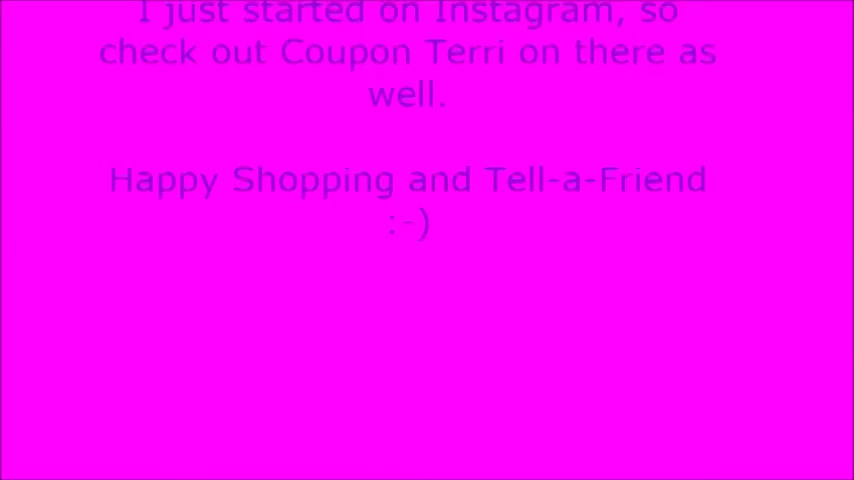 I just started on Instagram, so
check out Coupon Terri on there as
well.
Happy Shopping and Tell-a-Friend
:-)